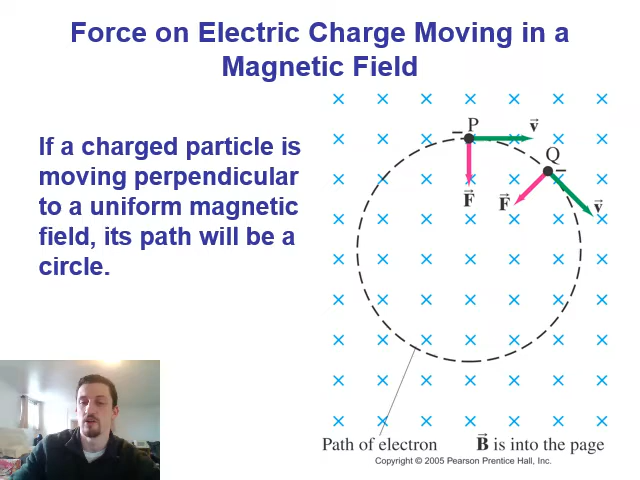 Force on Electric Charge Moving in a
Magnetic Field
If a charged particle is
moving perpendicular
to a uniform magnetic
field, its path will be a
circle.
P
v
Q
F
F
v
Path of electron
B is into the page
Copyright © 2005 Pearson Prentice Hall, Inc.